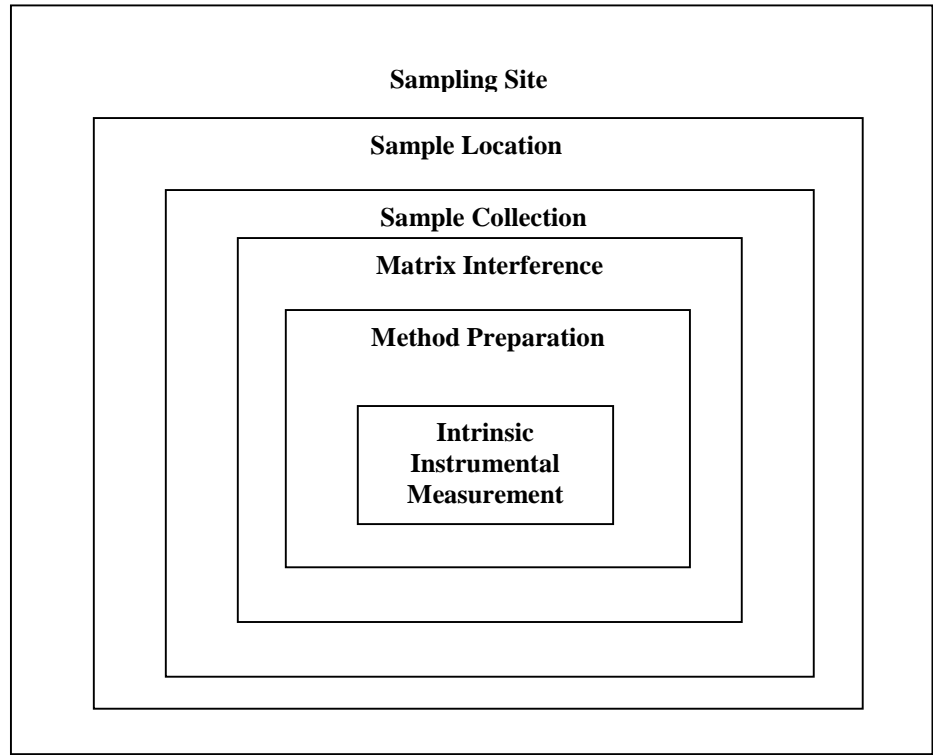 Sampling Site
Sample Location
Sample Collection
Matrix Interference
Method Preparation
Intrinsic
Instrumental
Measurement